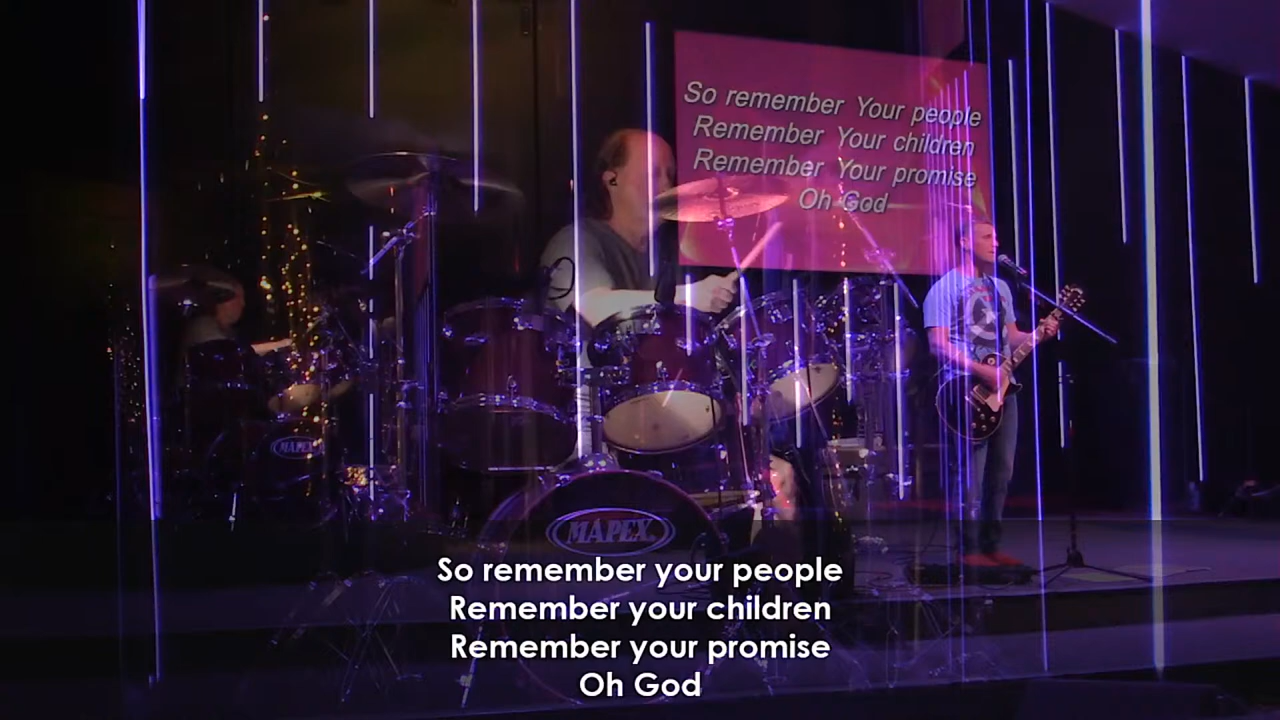 So remember Your people
Remember Your children
Remember Your promise
Oh God
MAPEX
MAPEX
So remember your people
Remember your children
Remember your promise
Oh God